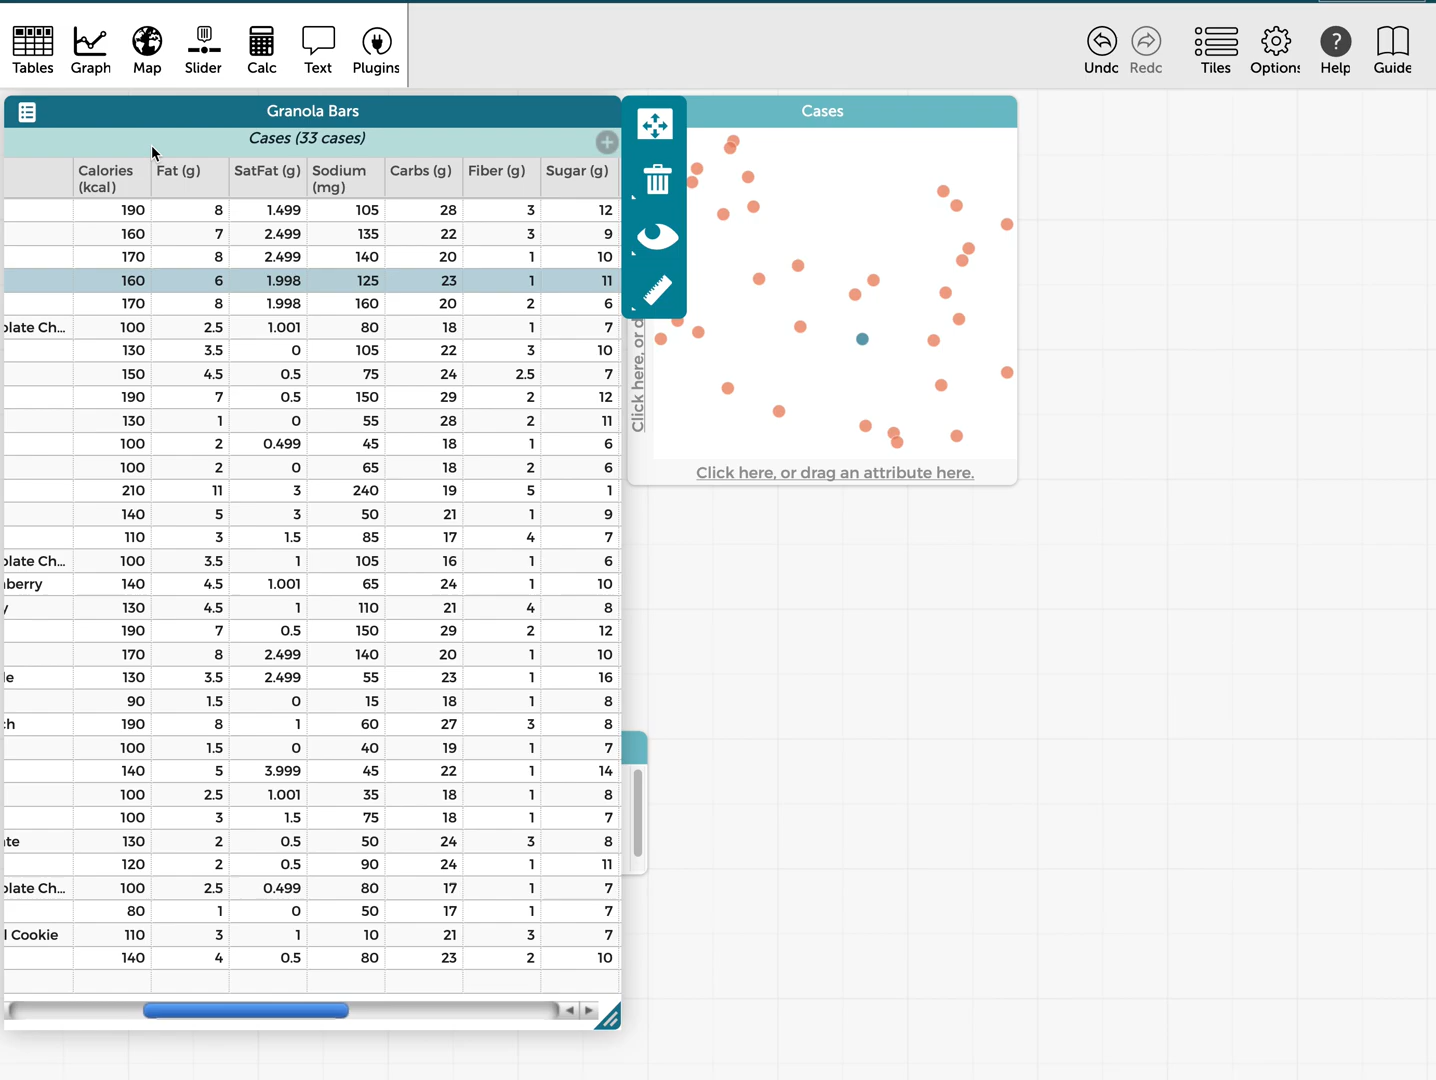 Tables Graph Map Slider Calc Text Plugins Undo Redo Tiles Options Help Guide
Granola Bars
Cases (33 cases)
Calories (kcal) Fat (g) SatFat (g) Sodium (mg) Carbs (g) Fiber (g) Sugar (g)
190 8 1.499 105 28 3 12
160 7 2.499 135 22 3 9
170 8 2.499 140 20 1 10
160 6 1.998 125 23 1 11
170 8 1.998 160 20 2 6
olate Ch... 100 2.5 1.001 80 18 1 7
130 3.5 0 105 22 3 10
150 4.5 0.5 75 24 2.5 7
190 7 0.5 150 29 2 12
130 1 0 55 28 2 11
100 2 0.499 45 18 1 6
100 2 0 65 18 2 6
210 11 3 240 19 5 1
140 5 3 50 21 1 9
110 3 1.5 85 17 4 7
olate Ch... 100 3.5 1 105 16 1 6
nberry 140 4.5 1.001 65 24 1 10
y 130 4.5 1 110 21 4 8
190 7 0.5 150 29 2 12
170 8 2.499 140 20 1 10
le 130 3.5 2.499 55 23 1 16
90 1.5 0 15 18 1 8
ch 190 8 1 60 27 3 8
100 1.5 0 40 19 1 7
140 5 3.999 45 22 1 14
100 2.5 1.001 35 18 1 8
100 3 1.5 75 18 1 7
ate 130 2 0.5 50 24 3 8
120 2 0.5 90 24 1 11
olate Ch... 100 2.5 0.499 80 17 1 7
80 1 0 50 17 1 7
l Cookie 110 3 1 10 21 3 7
140 4 0.5 80 23 2 10
Cases
Click here, or d
Click here, or drag an attribute here.